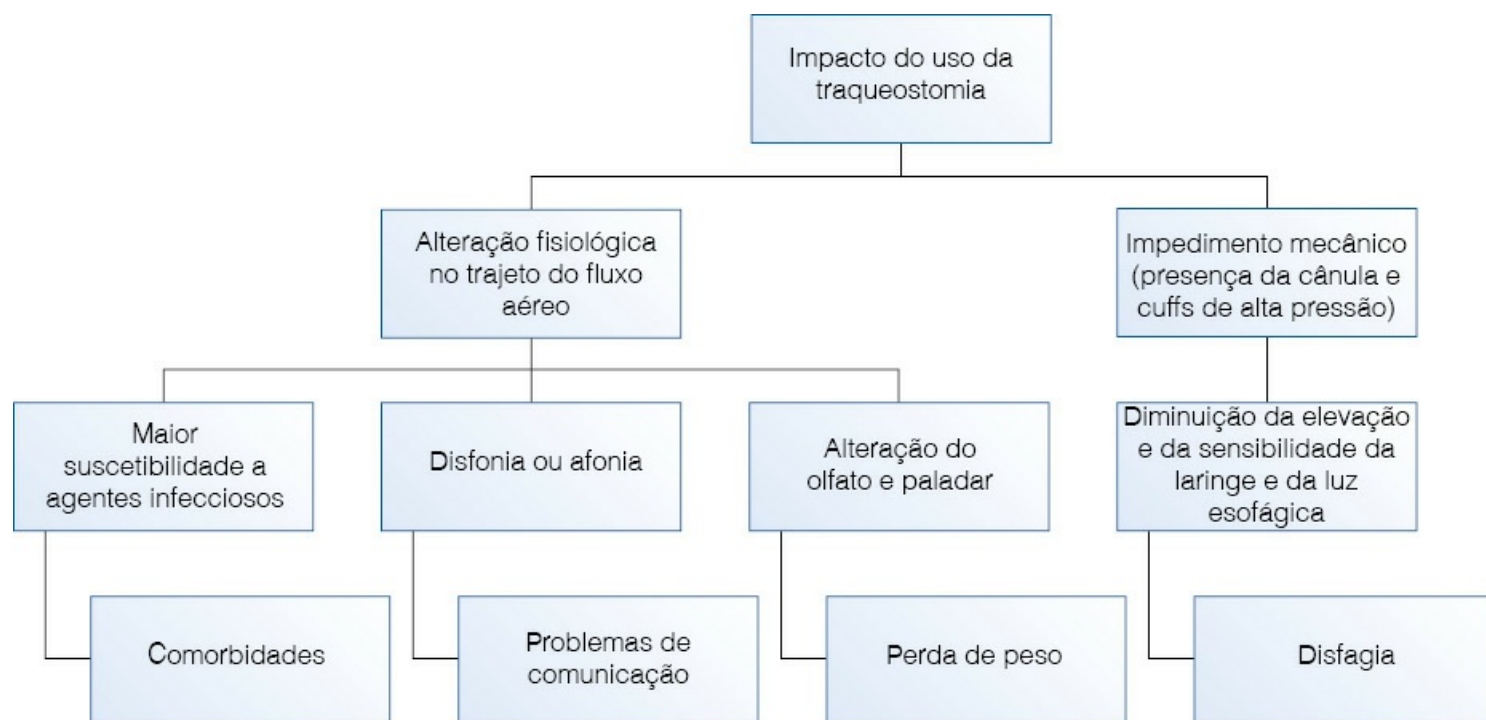 Impacto do uso da
traqueostomia
Alteração fisiológica
no trajeto do fluxo
aéreo
Impedimento mecânico
(presença da cânula e
cuffs de alta pressão)
Maior
suscetibilidade a
agentes infecciosos
Disfonia ou afonia
Alteração do
olfato e paladar
Diminuição da elevação
e da sensibilidade da
laringe e da luz
esofágica
Comorbidades
Problemas de
comunicação
Perda de peso
Disfagia